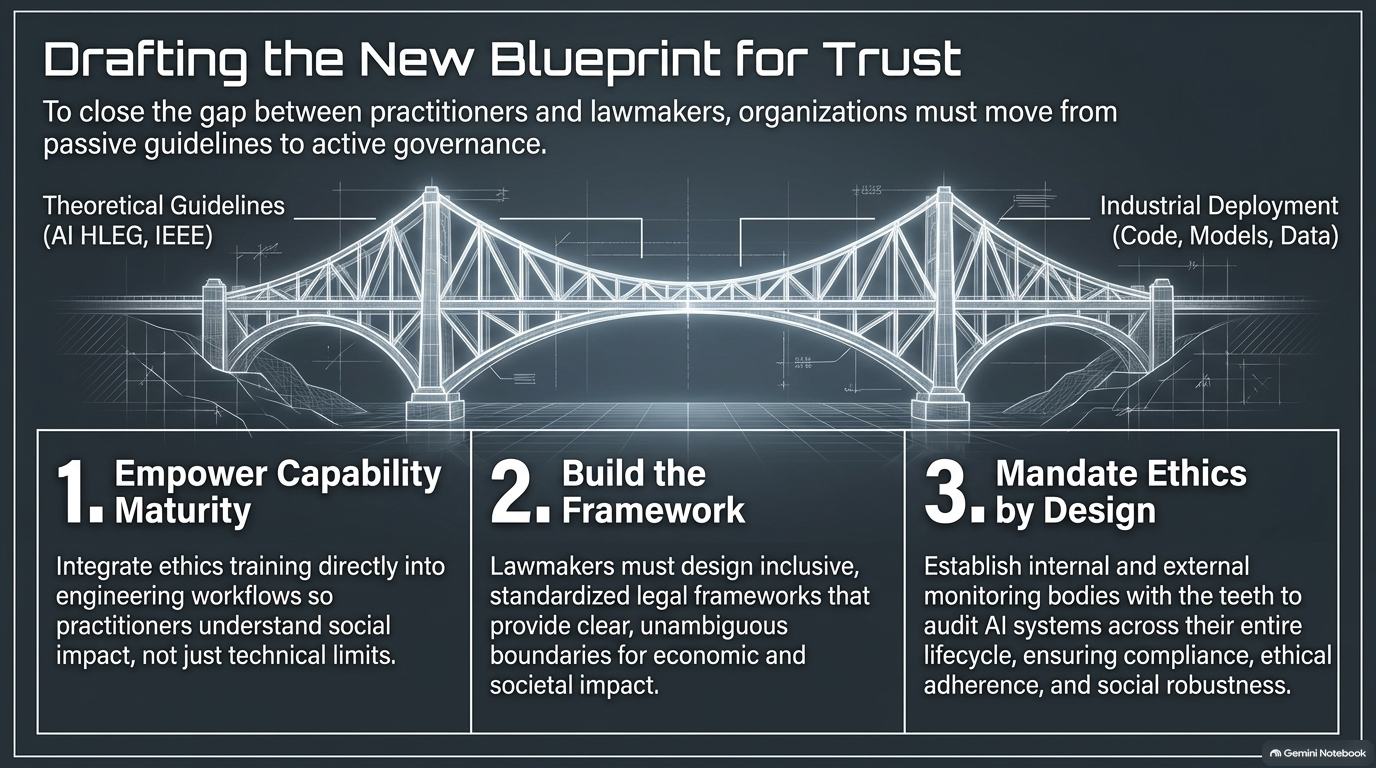 Drafting the New Blueprint for Trust
To close the gap between practitioners and lawmakers, organizations must move from
passive guidelines to active governance.
Theoretical Guidelines
(AI HLEG, IEEE)
Industrial Deployment
(Code, Models, Data)
1. Empower Capability
Maturity
Integrate ethics training directly into
engineering workflows so
practitioners understand social
impact, not just technical limits.
2. Build the
Framework
Lawmakers must design inclusive,
standardized legal frameworks that
provide clear, unambiguous
boundaries for economic and
societal impact.
3. Mandate Ethics
by Design
Establish internal and external
monitoring bodies with the teeth to
audit AI systems across their entire
lifecycle, ensuring compliance, ethical
adherence, and social robustness.
Gemini Notebook